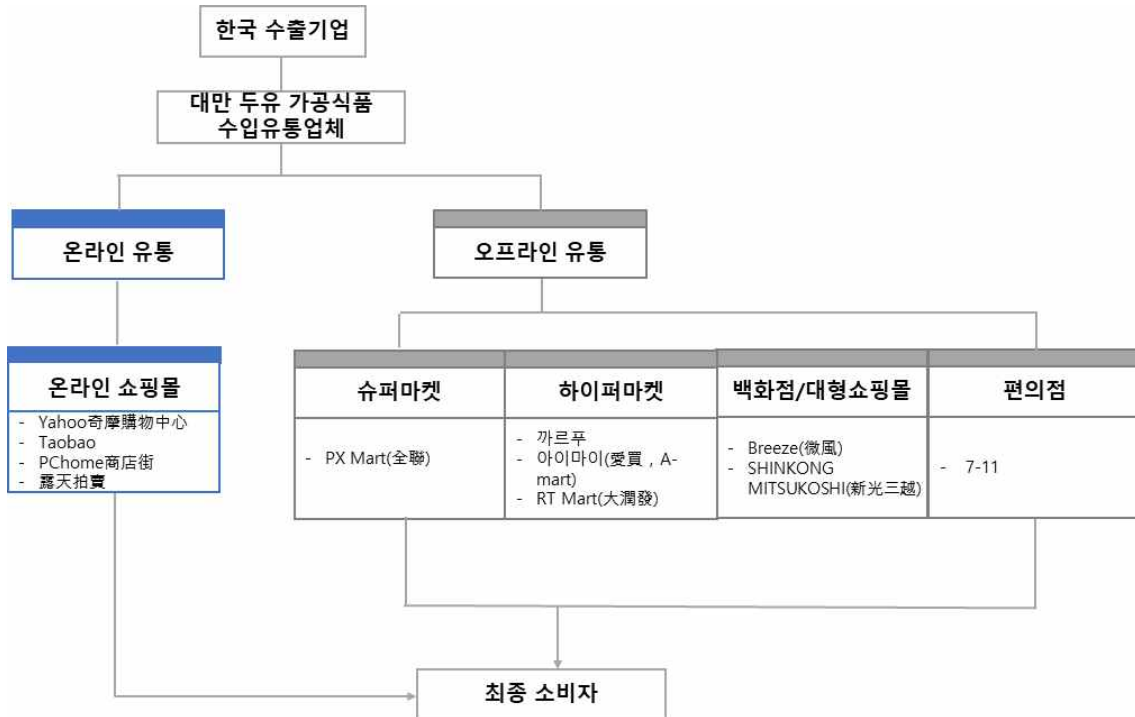 한국 수출기업
대만 두유 가공식품
수입유통업체
온라인 유통
오프라인 유통
온라인 쇼핑몰
- Yahoo奇摩購物中心
- Taobao
- PChome商店街
- 露天拍賣
슈퍼마켓
- PX Mart(全聯)
하이퍼마켓
- 까르푸
- 아이마이(愛買 , A-
mart)
- RT Mart(大潤發)
백화점/대형쇼핑몰
- Breeze(微風)
- SHINKONG
MITSUKOSHI(新光三越)
편의점
- 7-11
최종 소비자